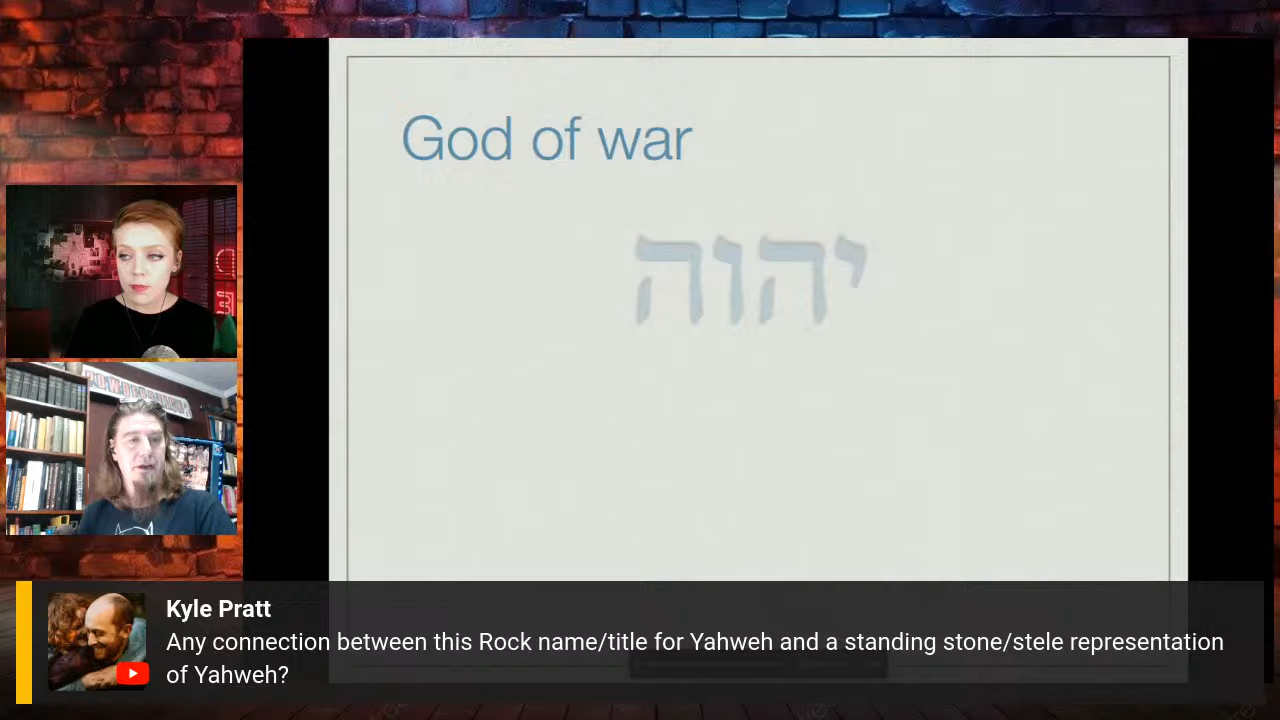 God of war
יהוה
Kyle Pratt
Any connection between this Rock name/title for Yahweh and a standing stone/stele representation
of Yahweh?